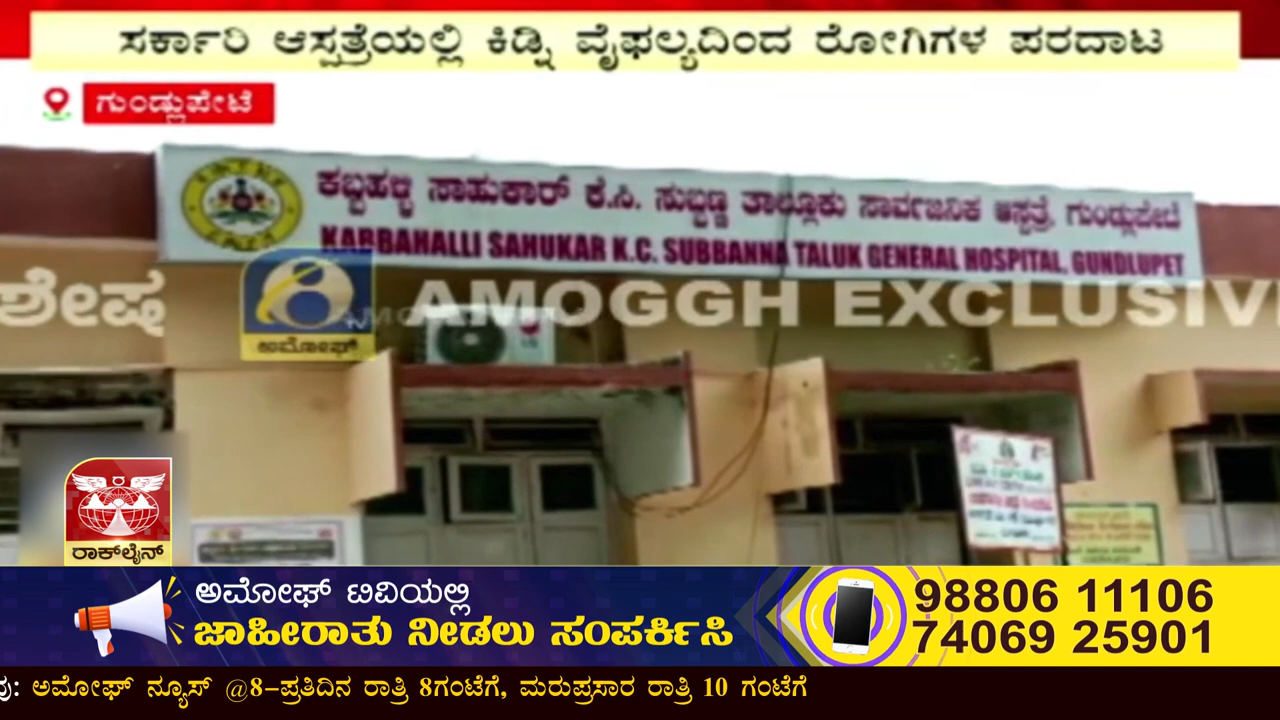 ಸರ್ಕಾರಿ ಆಸ್ಪತ್ರೆಯಲ್ಲಿ ಕಿಡ್ನಿ ವೈಫಲ್ಯದಿಂದ ರೋಗಿಗಳ ಪರದಾಟ
ಗುಂಡ್ಲುಪೇಟೆ
ಕಬ್ಬಹಳ್ಳಿ ಸಾಹುಕಾರ್ ಕೆ.ಸಿ. ಸುಬ್ಬಣ್ಣ ತಾಲ್ಲೂಕು ಸಾರ್ವಜನಿಕ ಆಸ್ಪತ್ರೆ, ಗುಂಡ್ಲುಪೇಟೆ
KABBAHALLI SAHUKAR K.C. SUBBANNA TALUK GENERAL HOSPITAL, GUNDLUPET
ಶೇಷ
AMOGGH EXCLUSIV
ಅಮೋಘ್
ರಾಕ್‌ಲೈನ್
ಅಮೋಘ್ ಟಿವಿಯಲ್ಲಿ
ಜಾಹೀರಾತು ನೀಡಲು ಸಂಪರ್ಕಿಸಿ
98806 11106
74069 25901
ವು: ಅಮೋಘ್ ನ್ಯೂಸ್ @8-ಪ್ರತಿದಿನ ರಾತ್ರಿ 8ಗಂಟೆಗೆ, ಮರುಪ್ರಸಾರ ರಾತ್ರಿ 10 ಗಂಟೆಗೆ